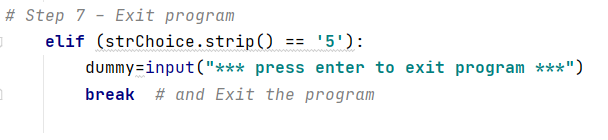 # Step 7 – Exit program
elif (strChoice.strip() == '5'):
dummy=input("*** press enter to exit program ***")
break  # and Exit the program